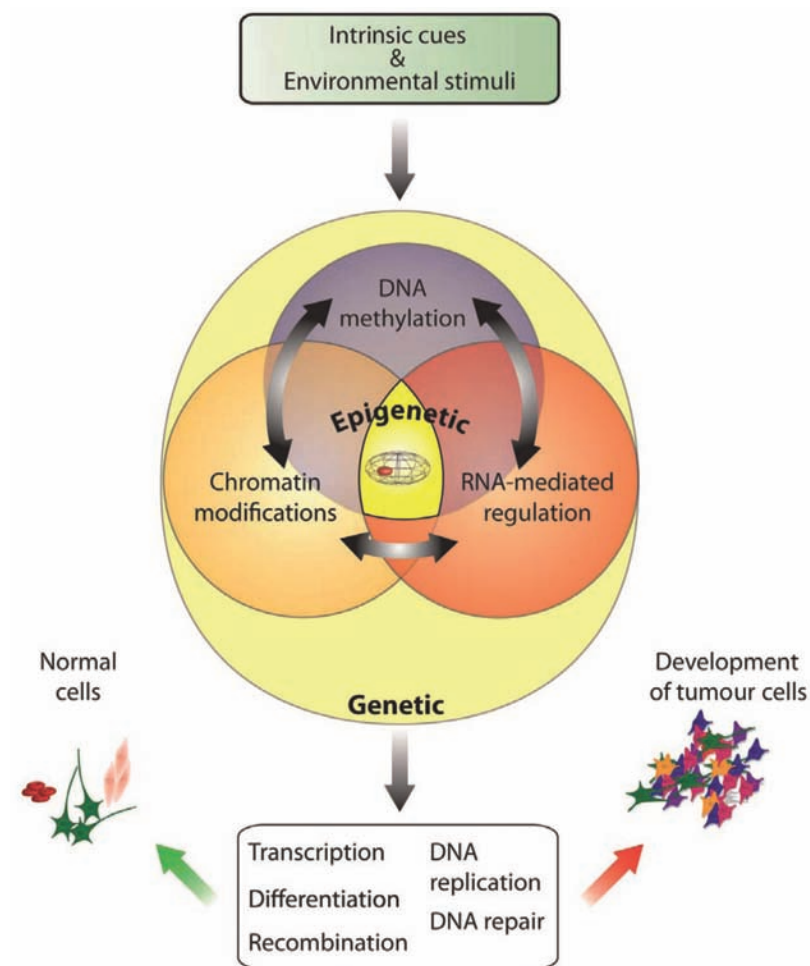 Intrinsic cues
&
Environmental stimuli
DNA
methylation
Epigenetic
Chromatin
modifications
RNA-mediated
regulation
Genetic
Normal
cells
Development
of tumour cells
Transcription
Differentiation
Recombination
DNA
replication
DNA repair